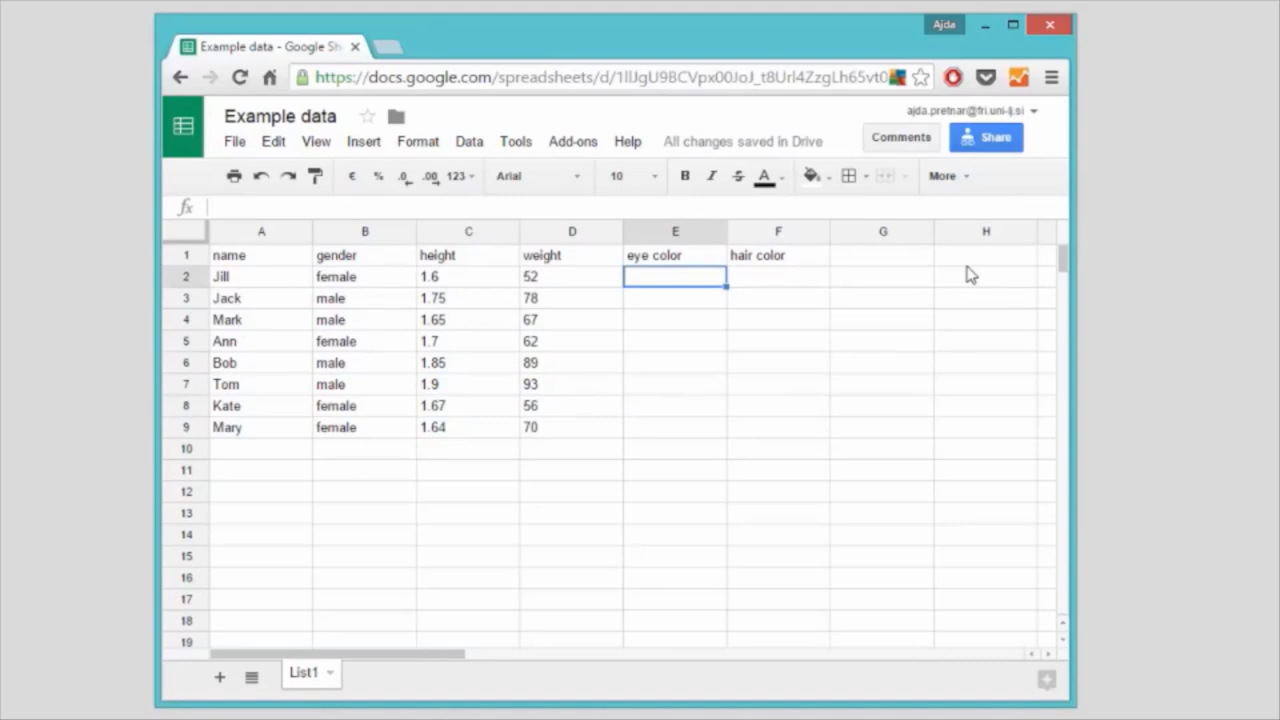 Ajda
Example data - Google Sh
https://docs.google.com/spreadsheets/d/
Example data
ajda.pretnar@fri.uni-lj.si
File Edit View Insert Format Data Tools Add-ons Help All changes saved in Drive Comments Share
€ % .0 .00 123 Arial 10 B I S A More
fx
A B C D E F G H
1 name gender height weight eye color hair color
2 Jill female 1.6 52
3 Jack male 1.75 78
4 Mark male 1.65 67
5 Ann female 1.7 62
6 Bob male 1.85 89
7 Tom male 1.9 93
8 Kate female 1.67 56
9 Mary female 1.64 70
10
11
12
13
14
15
16
17
18
19
List1